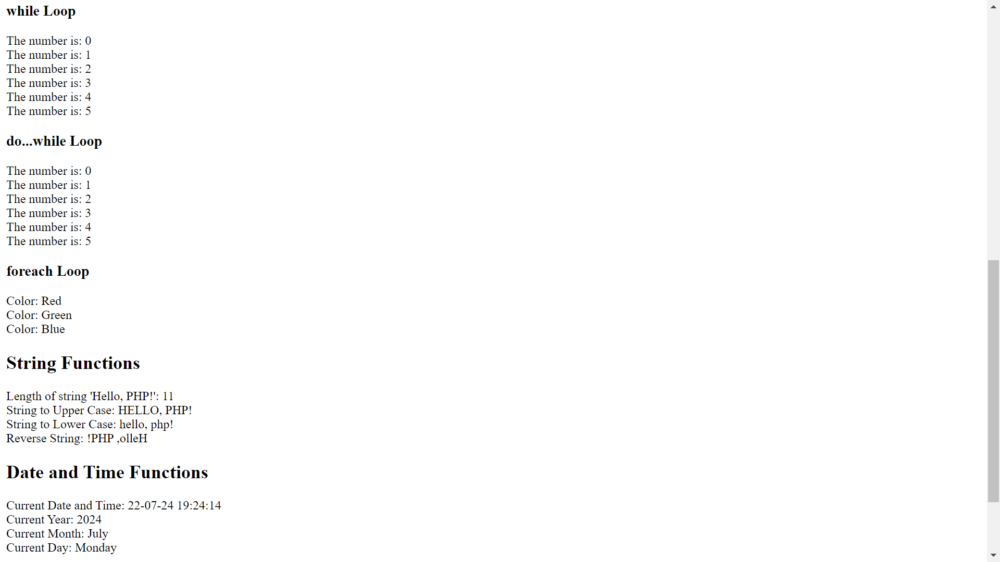 while Loop
The number is: 0
The number is: 1
The number is: 2
The number is: 3
The number is: 4
The number is: 5
do...while Loop
The number is: 0
The number is: 1
The number is: 2
The number is: 3
The number is: 4
The number is: 5
foreach Loop
Color: Red
Color: Green
Color: Blue
String Functions
Length of string 'Hello, PHP!': 11
String to Upper Case: HELLO, PHP!
String to Lower Case: hello, php!
Reverse String: !PHP ,olleH
Date and Time Functions
Current Date and Time: 22-07-24 19:24:14
Current Year: 2024
Current Month: July
Current Day: Monday